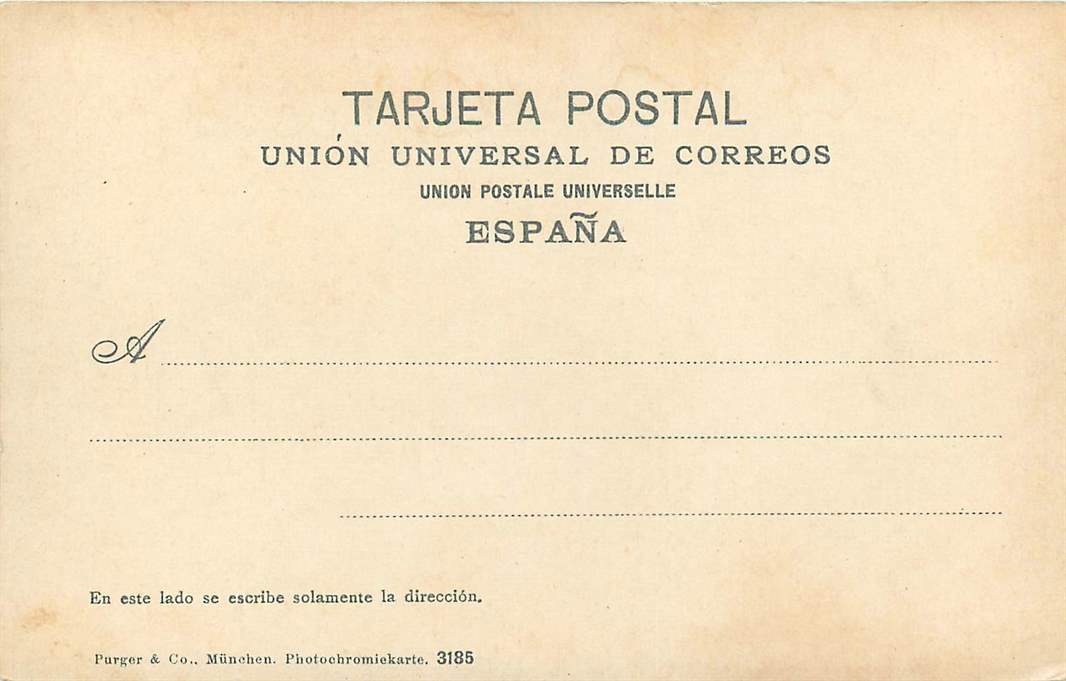 TARJETA POSTAL
UNIÓN UNIVERSAL DE CORREOS
UNION POSTALE UNIVERSELLE
ESPAÑA
A
En este lado se escribe solamente la dirección.
Purger & Co., München. Photochromiekarte. 3185